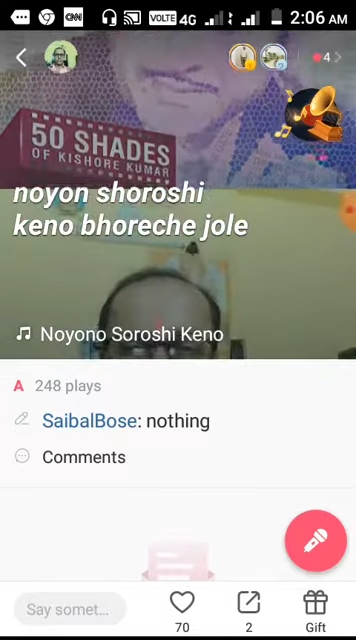 CNN
VOLTE 4G 2:06 AM
4
50 SHADES
OF KISHORE KUMAR
noyon shoroshi
keno bhoreche jole
Noyono Soroshi Keno
A 248 plays
SaibalBose: nothing
Comments
Say somet...
70 2 Gift